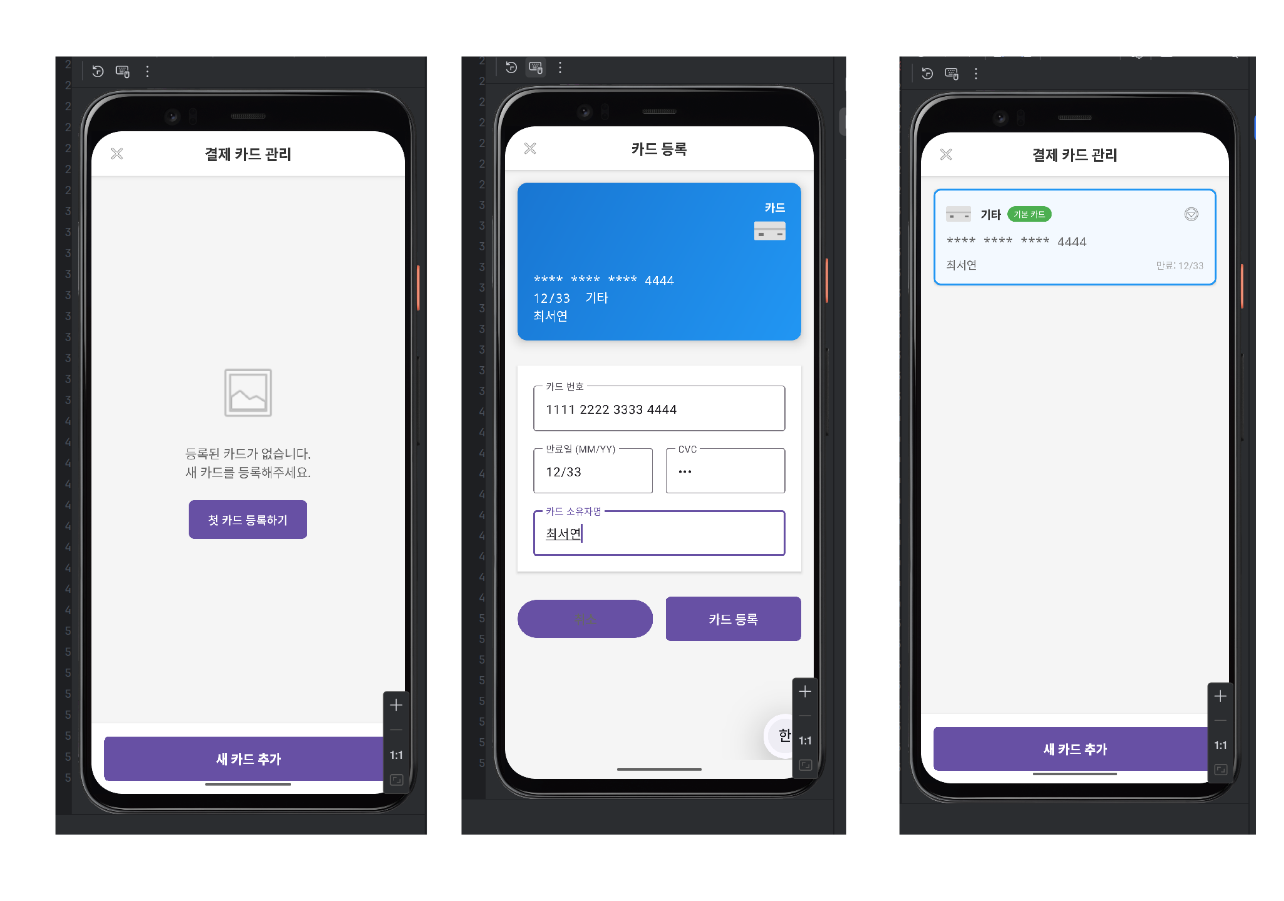 결제 카드 관리
등록된 카드가 없습니다.
새 카드를 등록해주세요.
첫 카드 등록하기
새 카드 추가
1:1
카드 등록
카드
**** **** **** 4444
12/33 기타
최서연
카드 번호
1111 2222 3333 4444
만료일 (MM/YY)
CVC
12/33
•••
카드 소유자명
최서연
취소
카드 등록
한
1:1
결제 카드 관리
기타
기본 카드
**** **** **** 4444
최서연
만료: 12/33
새 카드 추가
1:1